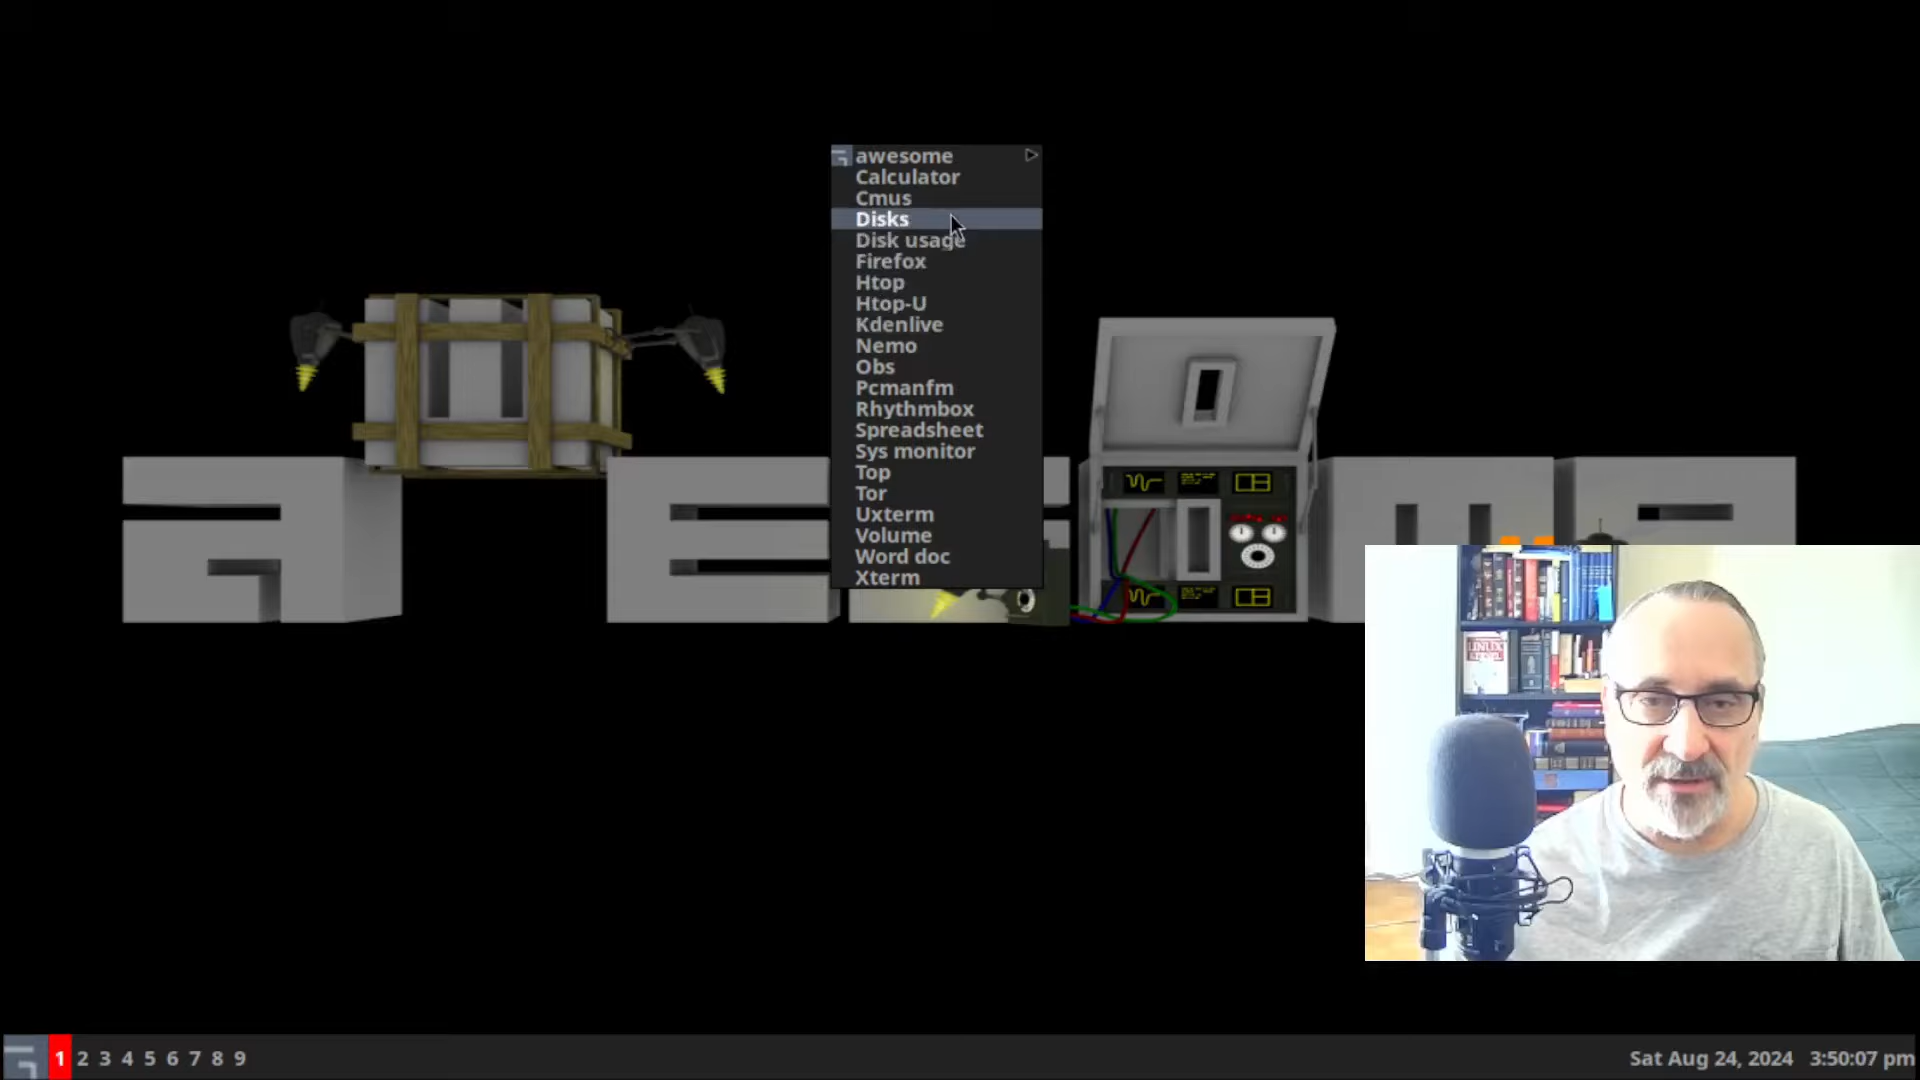 awesome
Calculator
Cmus
Disks
Disk usage
Firefox
Htop
Htop-U
Kdenlive
Nemo
Obs
Pcmanfm
Rhythmbox
Spreadsheet
Sys monitor
Top
Tor
Uxterm
Volume
Word doc
Xterm
LINUX
1 2 3 4 5 6 7 8 9
Sat Aug 24, 2024 3:50:07 pm